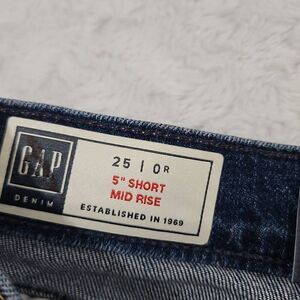 GAP
DENIM
25 | 0R
5" SHORT
MID RISE
ESTABLISHED IN 1969